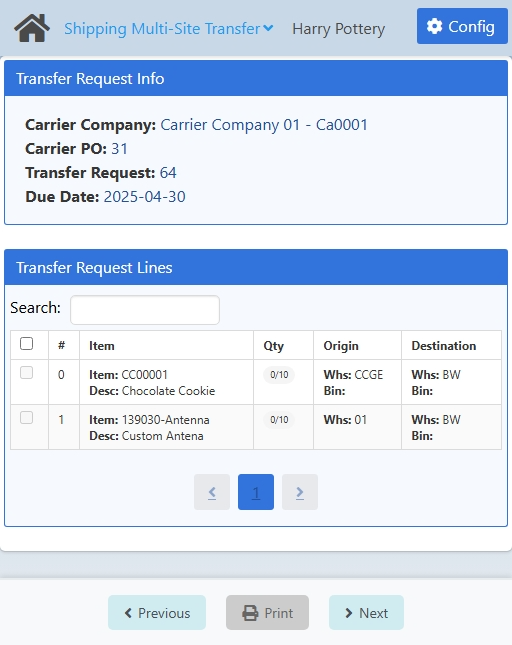 Shipping Multi-Site Transfer Harry Pottery Config
Transfer Request Info
Carrier Company: Carrier Company 01 - Ca0001
Carrier PO: 31
Transfer Request: 64
Due Date: 2025-04-30
Transfer Request Lines
Search:
# Item Qty Origin Destination
0 Item: CC00001 0/10 Whs: CCGE Whs: BW
Desc: Chocolate Cookie Bin: Bin:
1 Item: 139030-Antenna 0/10 Whs: 01 Whs: BW
Desc: Custom Antena Bin:
< 1 >
Previous Print Next